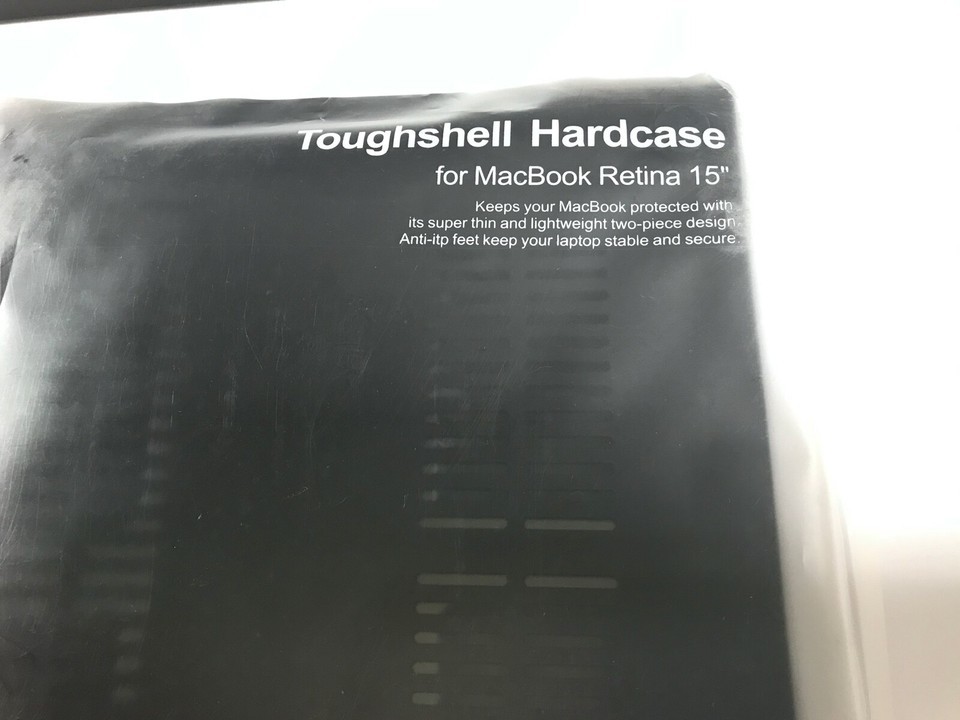 Toughshell Hardcase
for MacBook Retina 15"
Keeps your MacBook protected with
its super thin and lightweight two-piece design.
Anti-itp feet keep your laptop stable and secure.